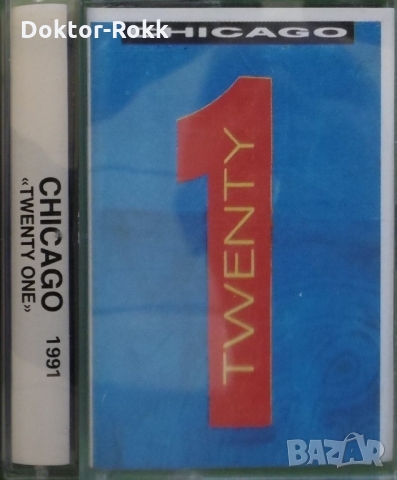 Doktor-Rokk
CHICAGO 1991
«TWENTY ONE»
CHICAGO
TWENTY
1
BAZAR